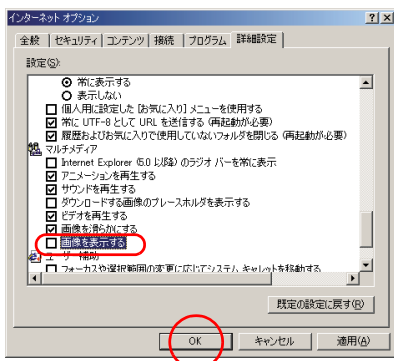 インターネット オプション
全般 セキュリティ コンテンツ 接続 プログラム 詳細設定
設定(S):
常に表示する
表示しない
個人用に設定した [お気に入り] メニューを使用する
常に UTF-8 として URL を送信する (再起動が必要)
履歴およびお気に入りで使用していないフォルダを閉じる (再起動が必要)
マルチメディア
Internet Explorer (5.0 以降) のラジオ バーを常に表示
アニメーションを再生する
サウンドを再生する
ダウンロードする画像のプレースホルダを表示する
ビデオを再生する
画像を滑らかにする
画像を表示する
ユーザー補助
フォーカスや選択範囲の変更に応じてシステム キャレットを移動する
既定の設定に戻す(R)
OK キャンセル 適用(A)